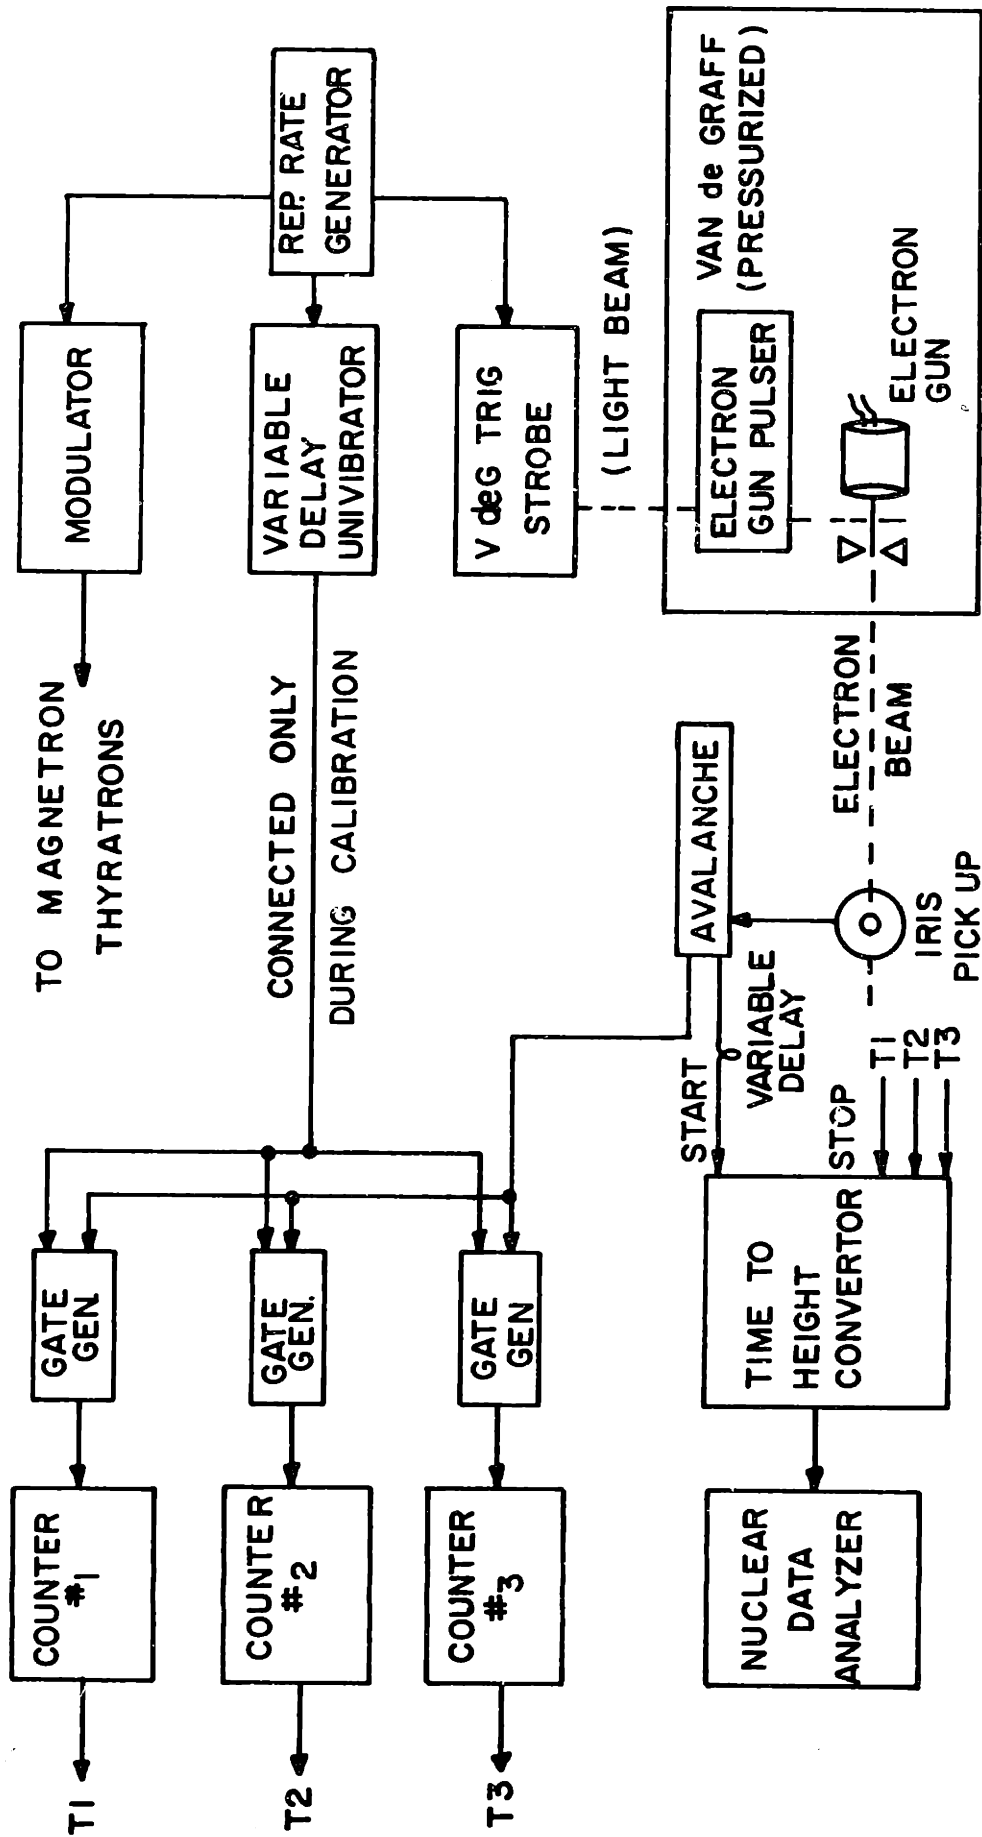 TO MAGNETRON
THYRATRONS
MODULATOR
REP. RATE
GENERATOR
CONNECTED ONLY
DURING CALIBRATION
VARIABLE
DELAY
UNIVIBRATOR
V deG TRIG
STROBE
(LIGHT BEAM)
VAN de GRAFF
(PRESSURIZED)
ELECTRON
GUN PULSER
ELECTRON
GUN
ELECTRON
BEAM
IRIS
PICK UP
AVALANCHE
VARIABLE
DELAY
START
STOP
T1
T2
T3
GATE
GEN.
GATE
GEN.
GATE
GEN
COUNTER
#1
COUNTER
#2
COUNTER
#3
T1
T2
T3
TIME TO
HEIGHT
CONVERTOR
NUCLEAR
DATA
ANALYZER